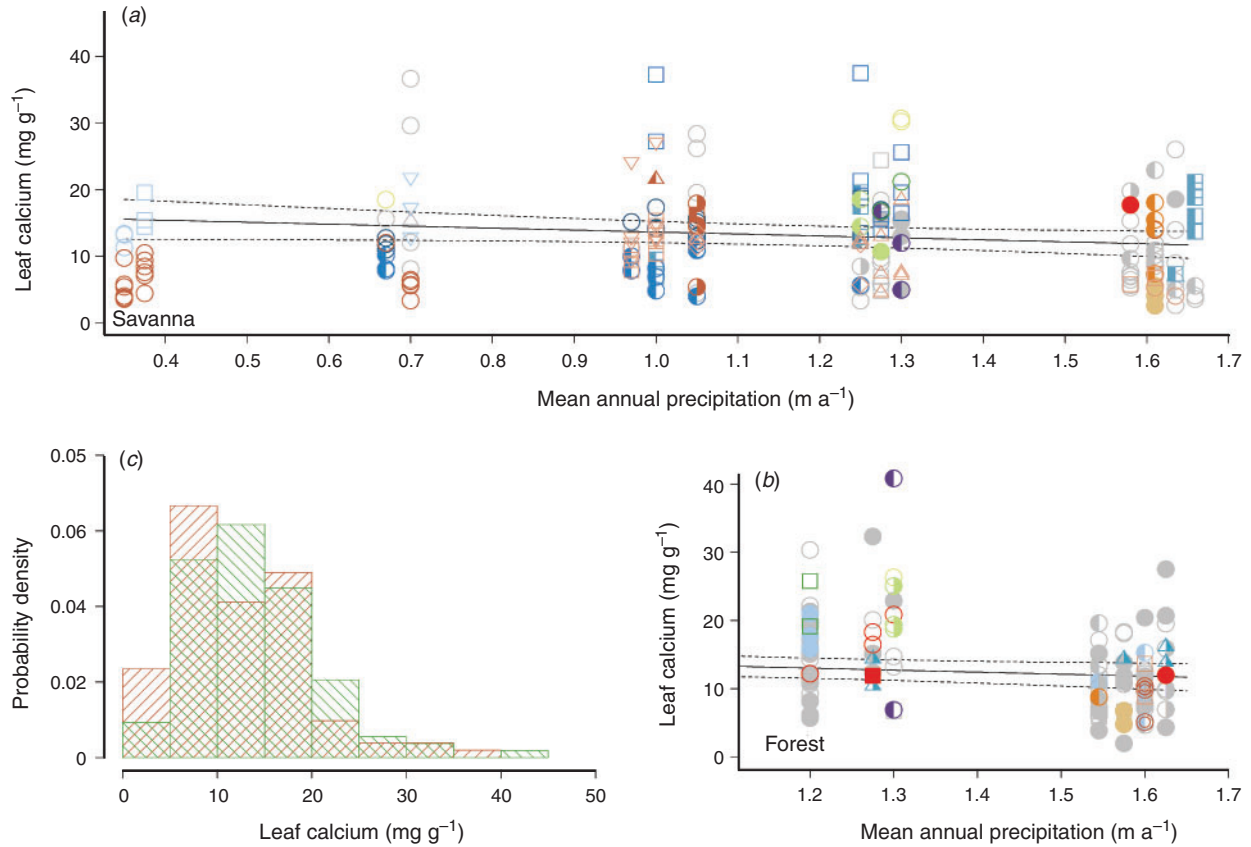 (a)
Leaf calcium (mg g⁻¹)
40
30
20
10
0
Savanna
0.4 0.5 0.6 0.7 0.8 0.9 1.0 1.1 1.2 1.3 1.4 1.5 1.6 1.7
Mean annual precipitation (m a⁻¹)
(c)
Probability density
0.05
0.06
0.04
0.02
0
0 10 20 30 40 50
Leaf calcium (mg g⁻¹)
(b)
Leaf calcium (mg g⁻¹)
40
30
20
10
0
Forest
1.2 1.3 1.4 1.5 1.6 1.7
Mean annual precipitation (m a⁻¹)